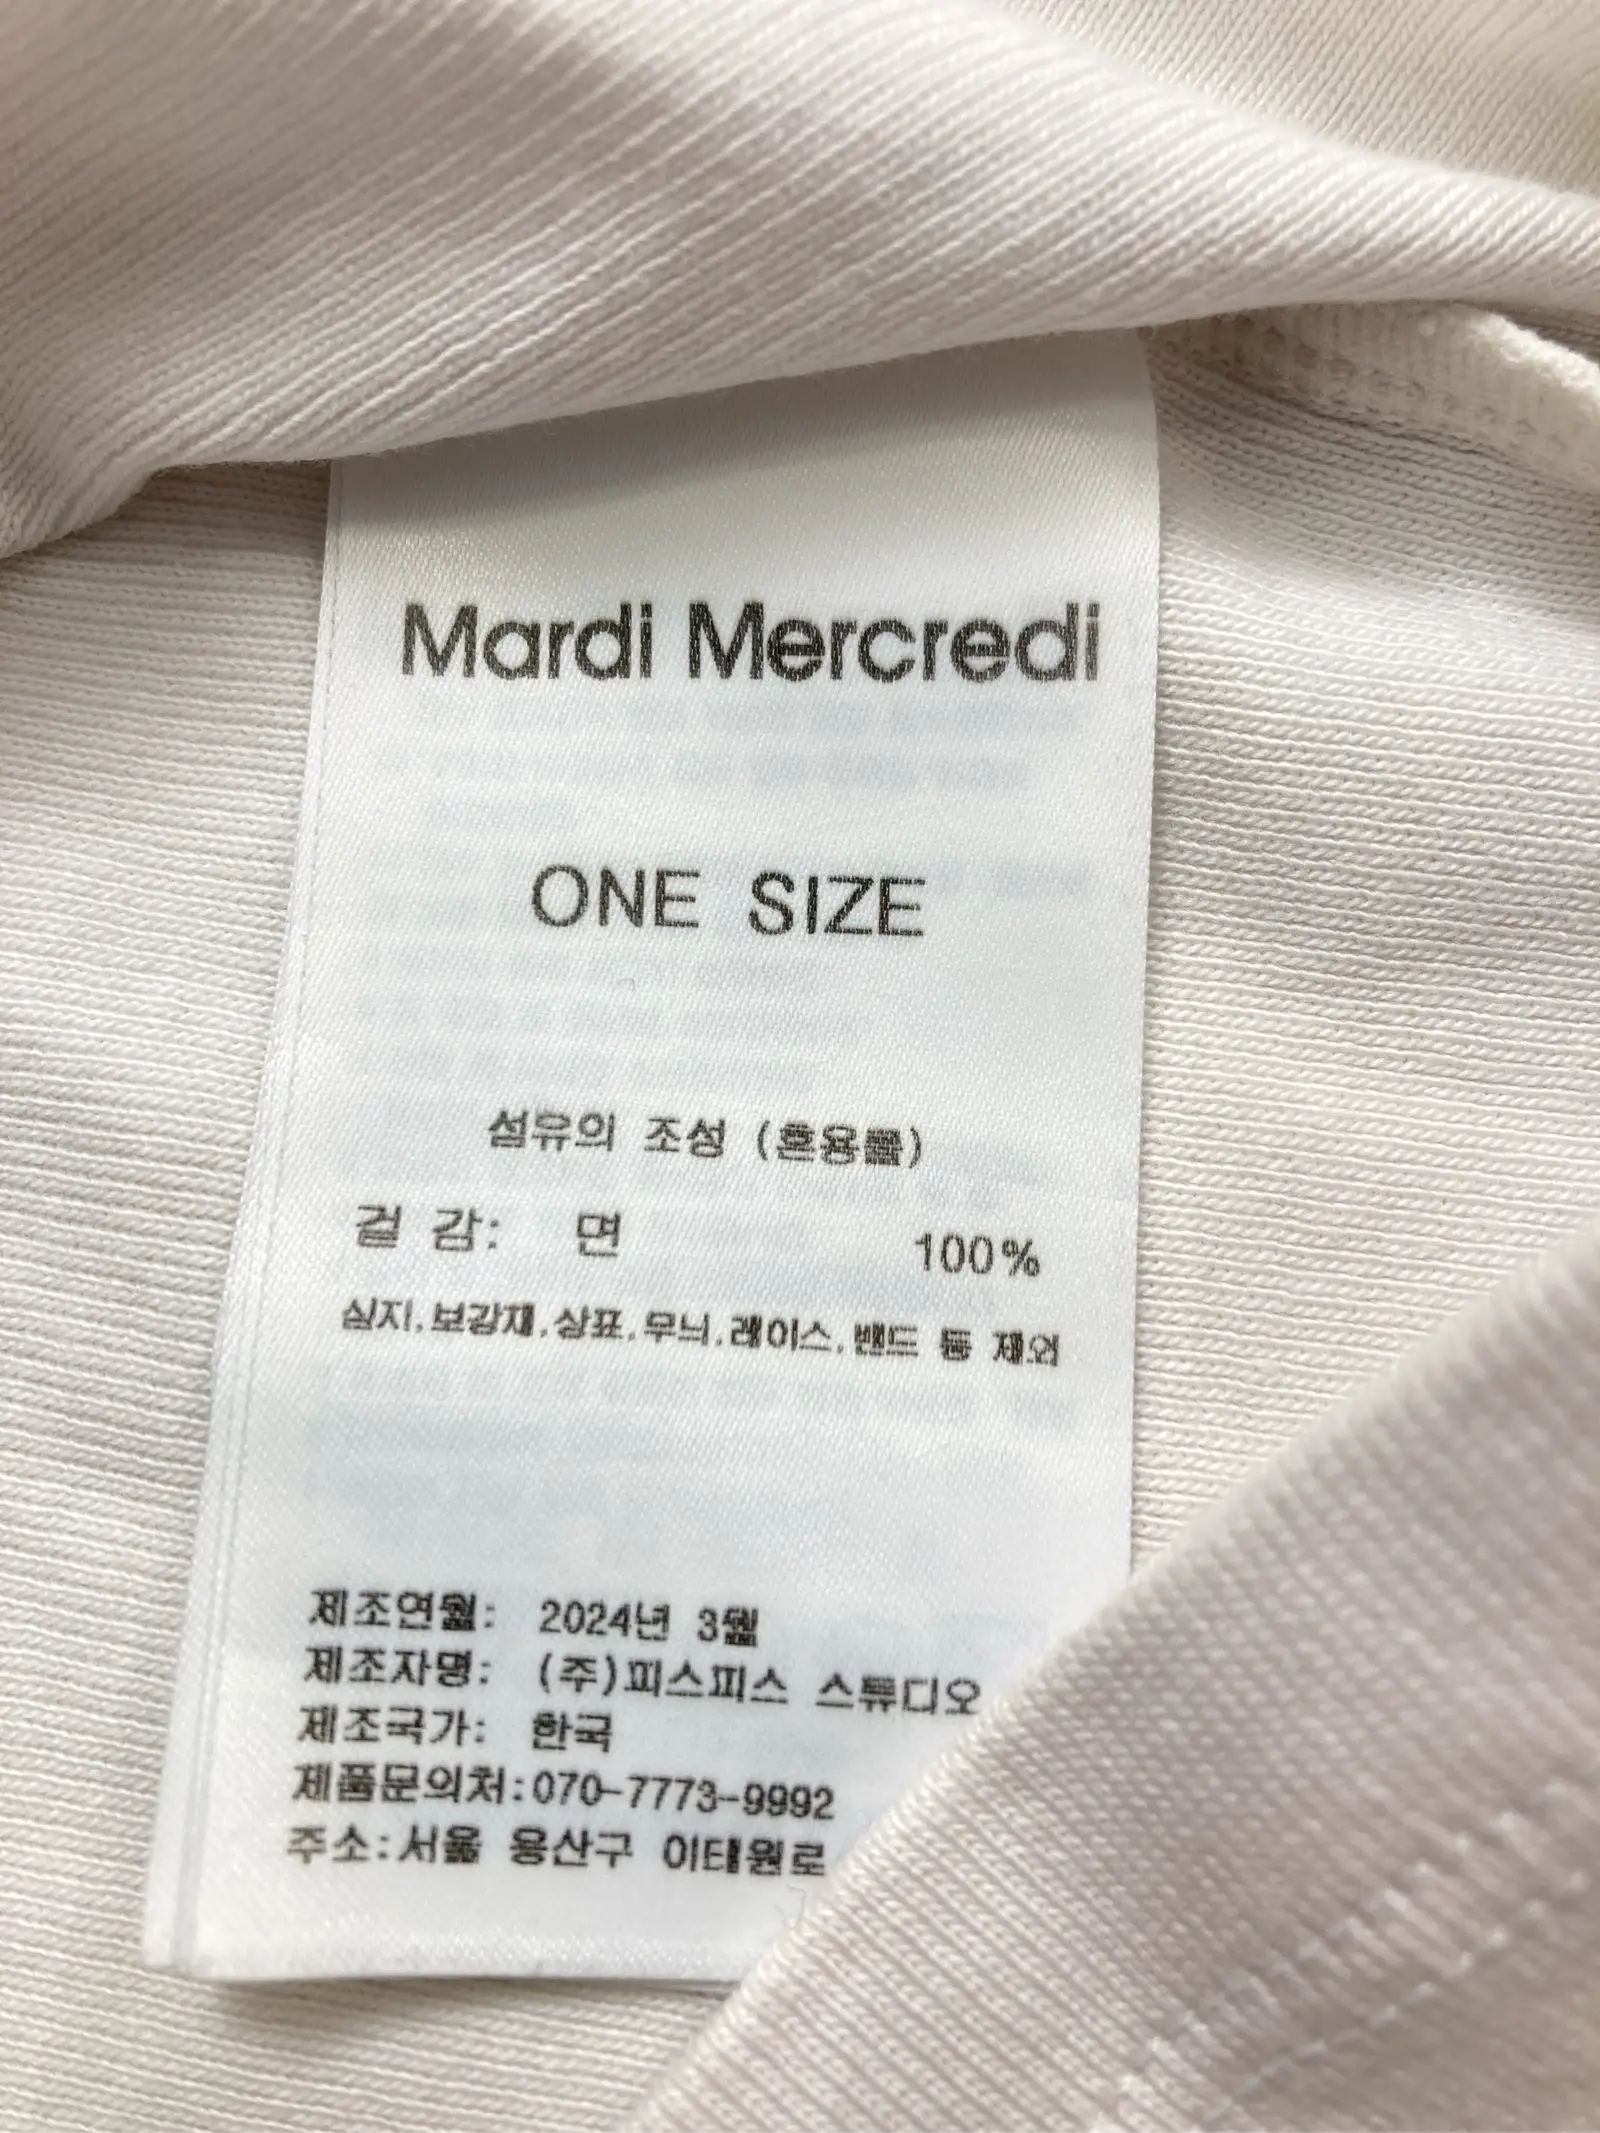 Mardi Mercredi
ONE SIZE
섬유의 조성 (혼용률)
겉 감: 면 100%
심지,보강재,상표,무늬,레이스,밴드 등 제외
제조연월: 2024년 3월
제조자명: (주)피스피스 스튜디오
제조국가: 한국
제품문의처:070-7773-9992
주소:서울 용산구 이태원로